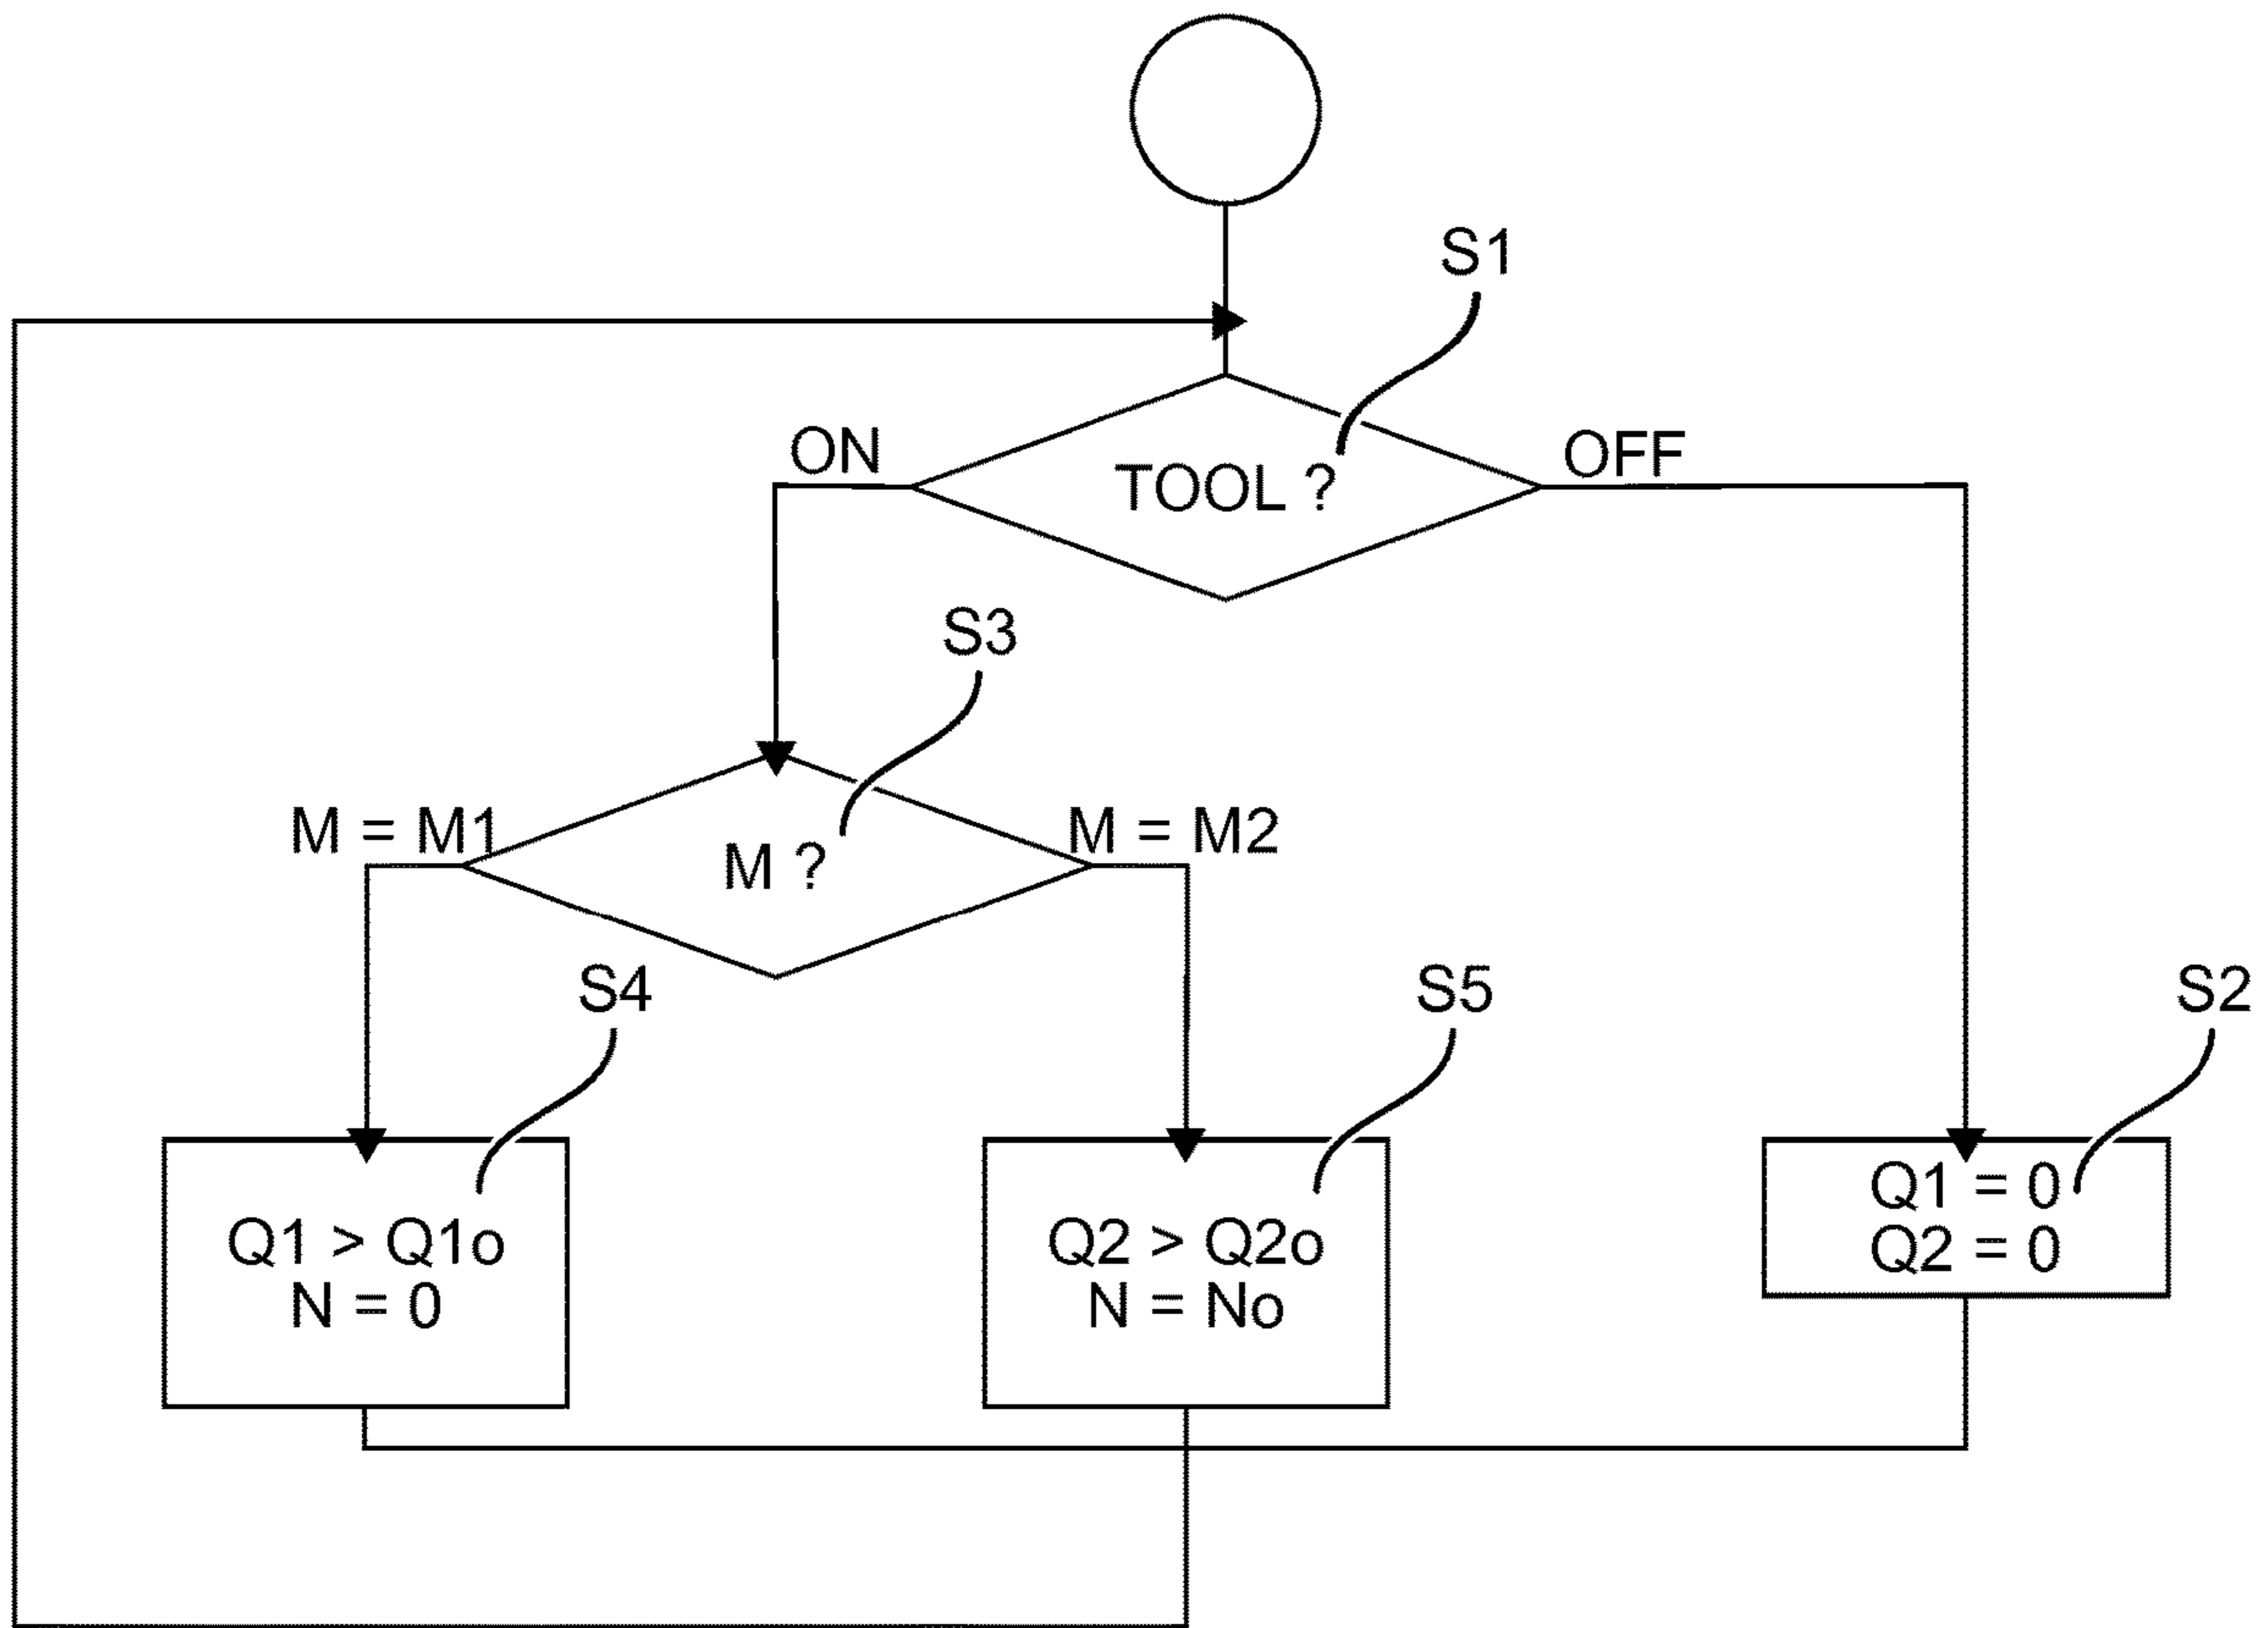 S1
ON
TOOL ?
OFF
S3
M = M1
M ?
M = M2
S4
S5
S2
Q1 > Q1o
N = 0
Q2 > Q2o
N = No
Q1 = 0
Q2 = 0